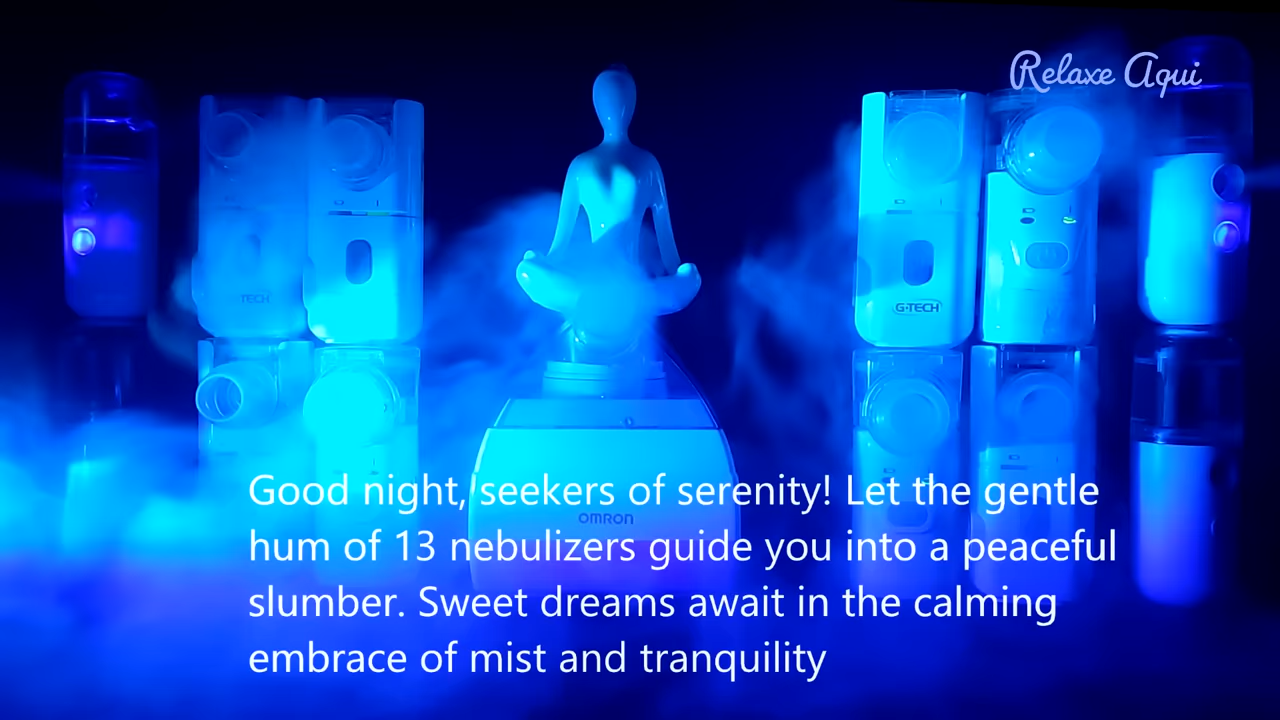 Relaxe Aqui
G-TECH
G-TECH
OMRON
Good night, seekers of serenity! Let the gentle
hum of 13 nebulizers guide you into a peaceful
slumber. Sweet dreams await in the calming
embrace of mist and tranquility